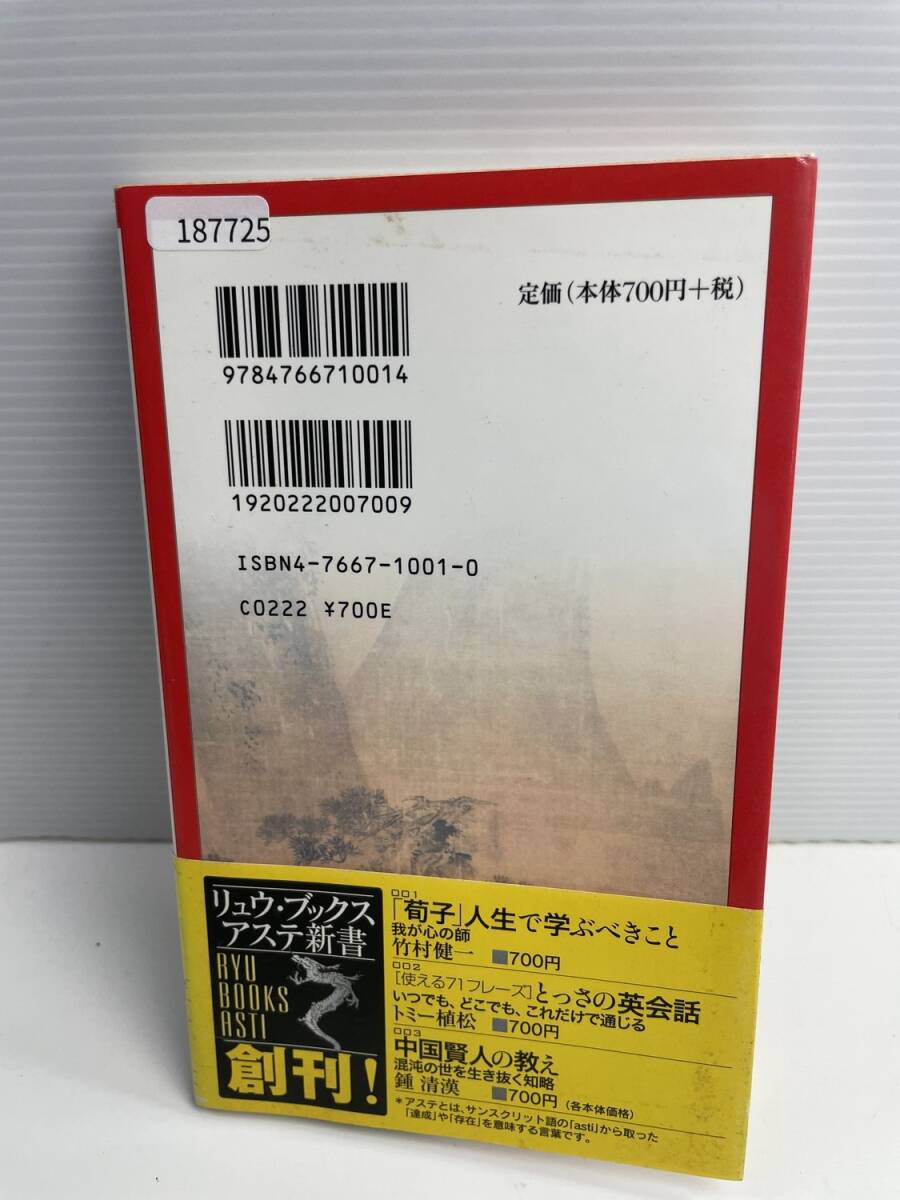 187725
定価(本体700円+税)
9784766710014
1920222007009
ISBN4-7667-1001-0
C0222 ¥700E
リュウ・ブックス
アステ新書
RYU
BOOKS
ASTI
創刊!
001
「荀子」人生で学ぶべきこと
我が心の師
竹村健一 ■700円
002
[使える71フレーズ]とっさの英会話
いつでも、どこでも、これだけで通じる
トミー植松 ■700円
003
中国賢人の教え
混沌の世を生き抜く知略
鍾 清漢 ■700円(各本体価格)
*アステとは、サンスクリット語の「asti」から取った
「達成」や「存在」を意味する言葉です。